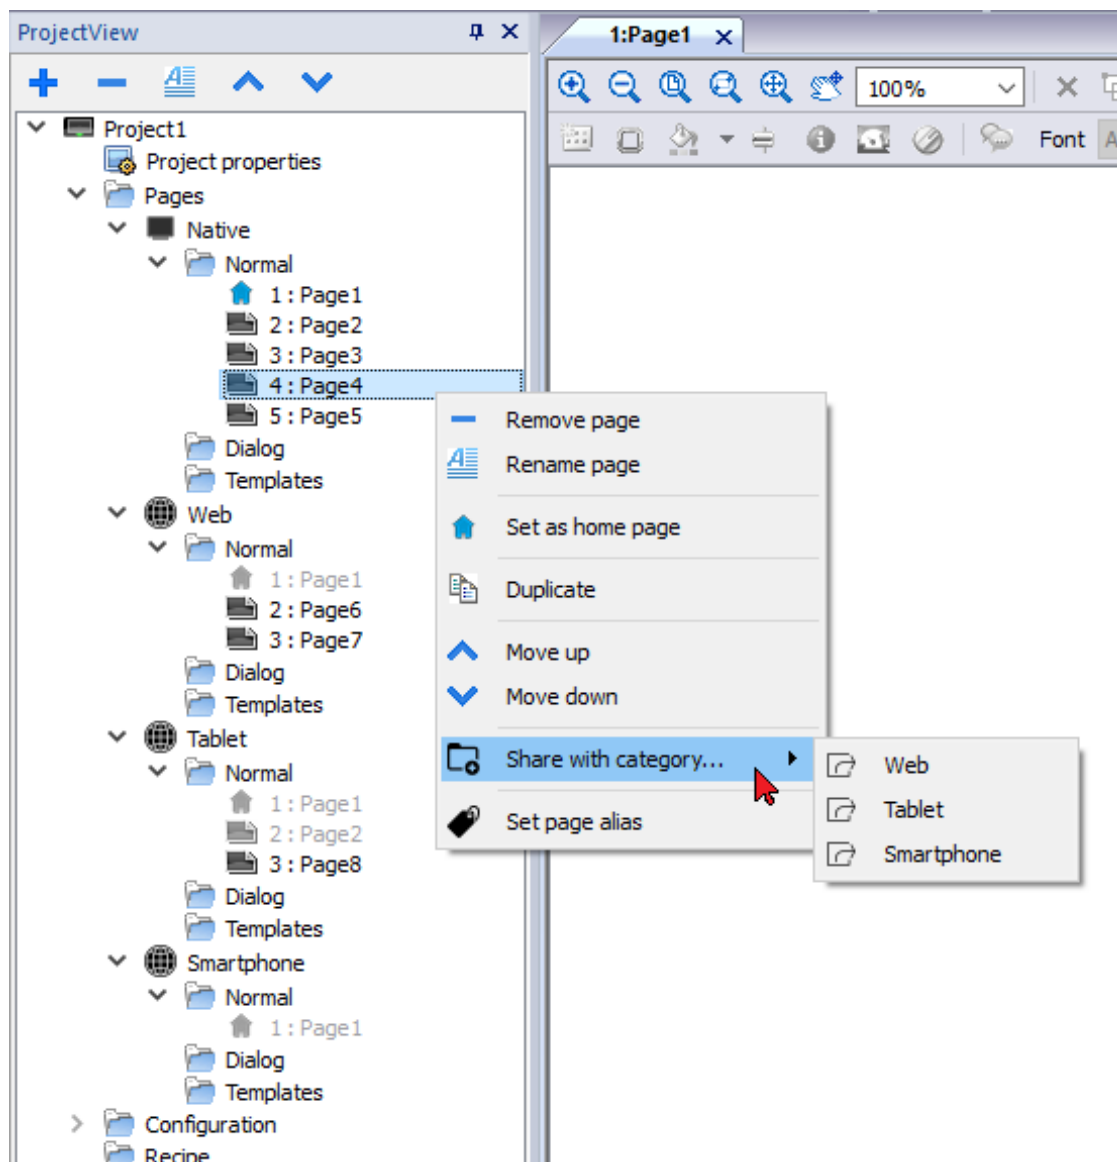 ProjectView
1:Page1
100%
Font A
Project1
Project properties
Pages
Native
Normal
1 : Page1
2 : Page2
3 : Page3
4 : Page4
5 : Page5
Dialog
Templates
Web
Normal
1 : Page1
2 : Page6
3 : Page7
Dialog
Templates
Tablet
Normal
1 : Page1
2 : Page2
3 : Page8
Dialog
Templates
Smartphone
Normal
1 : Page1
Dialog
Templates
Configuration
Recipe
Remove page
Rename page
Set as home page
Duplicate
Move up
Move down
Share with category...
Set page alias
Web
Tablet
Smartphone